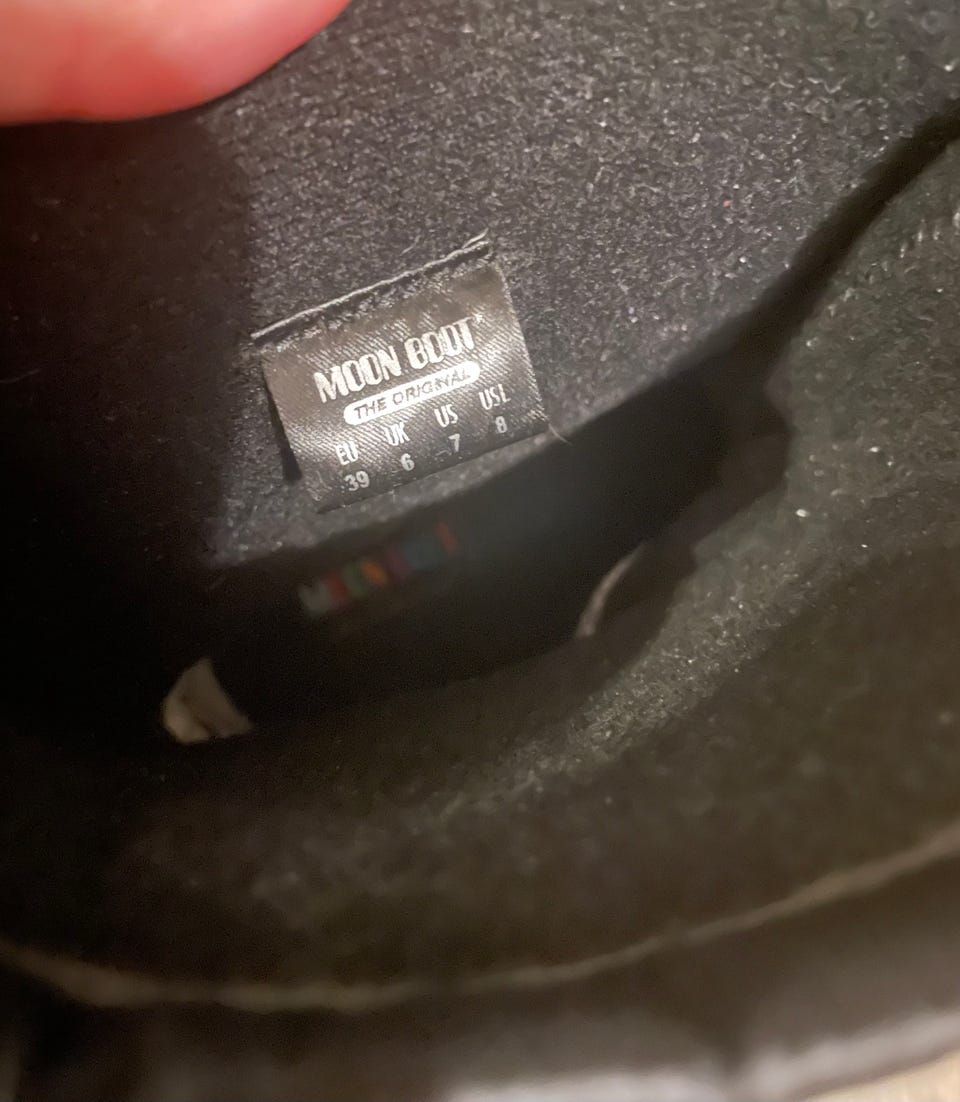 MOON BOOT
THE ORIGINAL
EU UK US USL
39 6 7 8